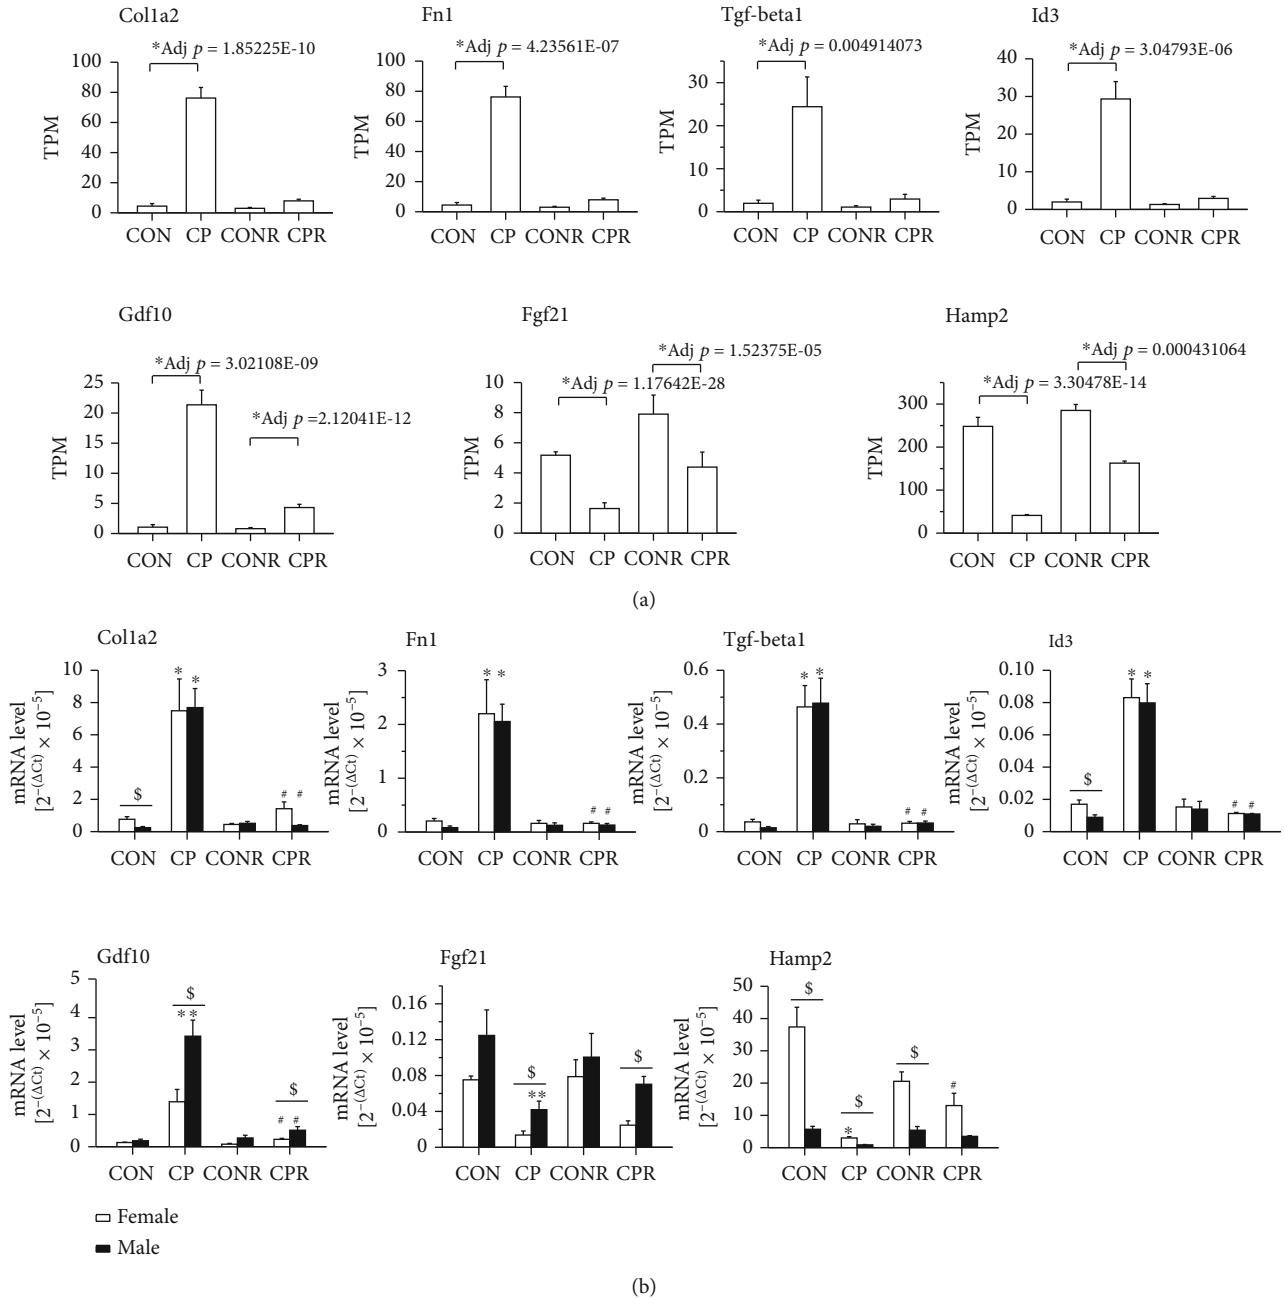 Col1a2
*Adj p = 1.85225E-10
TPM
100
80
60
40
20
0
CON CP CONR CPR
Fn1
*Adj p = 4.23561E-07
TPM
100
80
60
40
20
0
CON CP CONR CPR
Tgf-beta1
*Adj p = 0.004914073
TPM
30
20
10
0
CON CP CONR CPR
Id3
*Adj p = 3.04793E-06
TPM
40
30
20
10
0
CON CP CONR CPR
Gdf10
*Adj p = 3.02108E-09
*Adj p =2.12041E-12
TPM
25
20
15
10
5
0
CON CP CONR CPR
Fgf21
*Adj p = 1.52375E-05
*Adj p = 1.17642E-28
TPM
10
8
6
4
2
0
CON CP CONR CPR
Hamp2
*Adj p = 0.000431064
*Adj p = 3.30478E-14
TPM
300
250
150
100
0
CON CP CONR CPR
(a)
Col1a2
mRNA level
[2^-(ΔCt) × 10^-5]
10
8
6
4
2
0
$
* *
# #
CON CP CONR CPR
Fn1
mRNA level
[2^-(ΔCt) × 10^-5]
3
2
1
0
* *
# #
CON CP CONR CPR
Tgf-beta1
mRNA level
[2^-(ΔCt) × 10^-5]
0.6
0.4
0.2
0
* *
# #
CON CP CONR CPR
Id3
mRNA level
[2^-(ΔCt) × 10^-5]
0.10
0.08
0.06
0.04
0.02
0
$
* *
# #
CON CP CONR CPR
Gdf10
mRNA level
[2^-(ΔCt) × 10^-5]
5
4
3
2
1
0
$
**
$
# #
CON CP CONR CPR
Fgf21
mRNA level
[2^-(ΔCt) × 10^-5]
0.16
0.12
0.08
0.04
0
$
**
$
CON CP CONR CPR
Hamp2
mRNA level
[2^-(ΔCt) × 10^-5]
50
40
30
20
10
0
$
$
*
$
#
CON CP CONR CPR
Female
Male
(b)